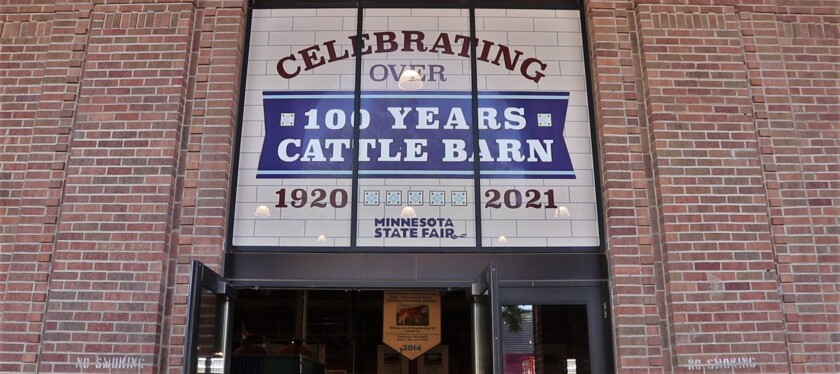 CELEBRATING
OVER
100 YEARS
CATTLE BARN
1920 2021
MINNESOTA
STATE FAIR
2014
NO SMOKING NO SMOKING